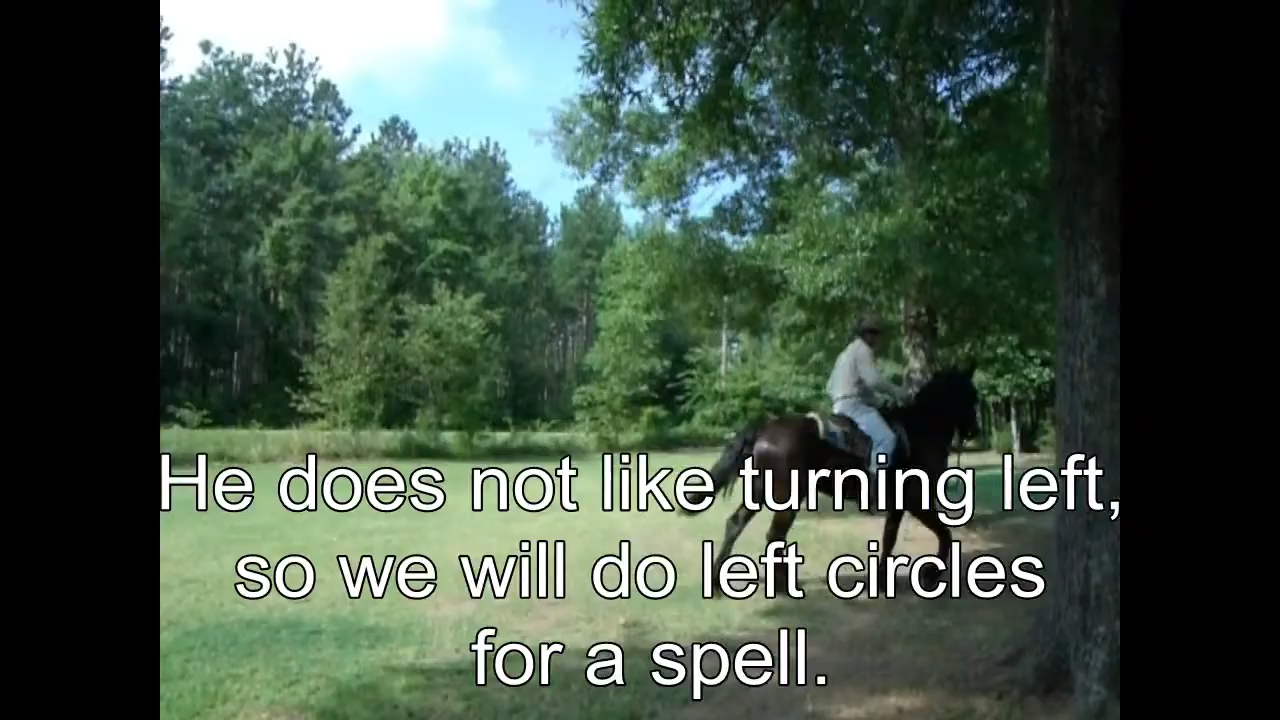 He does not like turning left,
so we will do left circles
for a spell.